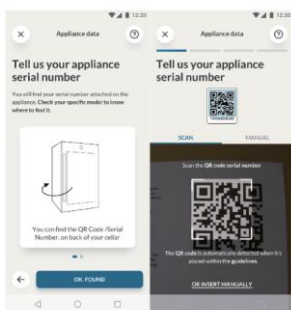 12:30
Appliance data
Tell us your appliance
serial number
You will find your serial number attached on the
appliance. Check your specific model to know
where to find it.
You can find the QR Code /Serial
Number, on back of your cellar
OK, FOUND
12:30
Appliance data
Tell us your appliance
serial number
SCAN
MANUAL
Scan the QR code serial number
The QR code is automatically detected when it's
placed within the guidelines.
OR INSERT MANUALLY